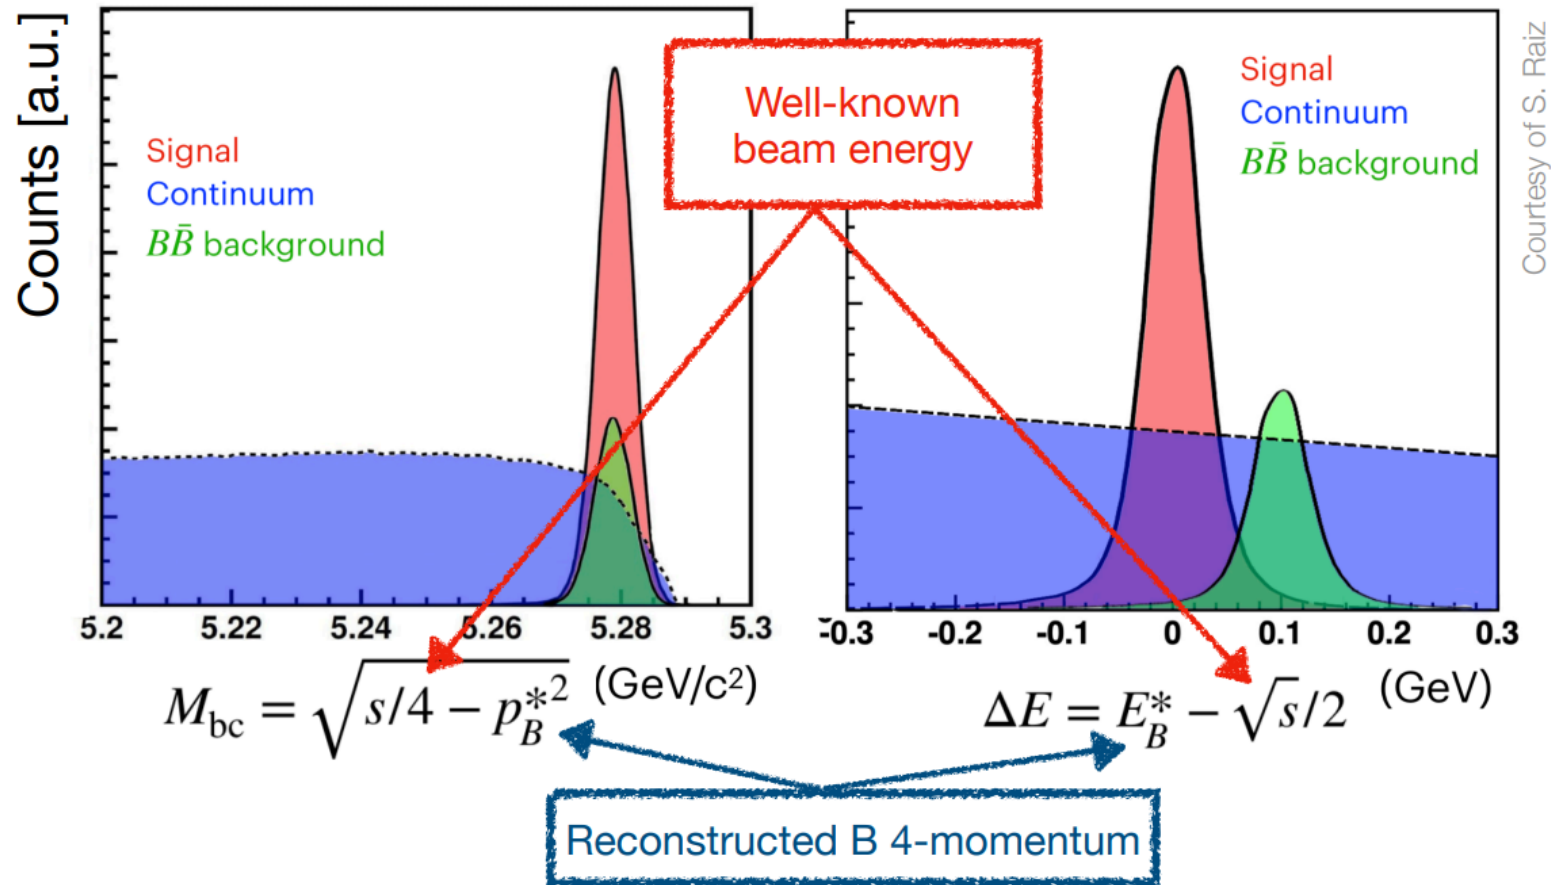 Counts [a.u.]
Signal
Continuum
BB̄ background
5.2 5.22 5.24 5.26 5.28 5.3
M_bc = √(s/4 − p*_B²) (GeV/c²)
Well-known
beam energy
Signal
Continuum
BB̄ background
-0.3 -0.2 -0.1 0 0.1 0.2 0.3
ΔE = E*_B − √s/2 (GeV)
Reconstructed B 4-momentum
Courtesy of S. Raiz